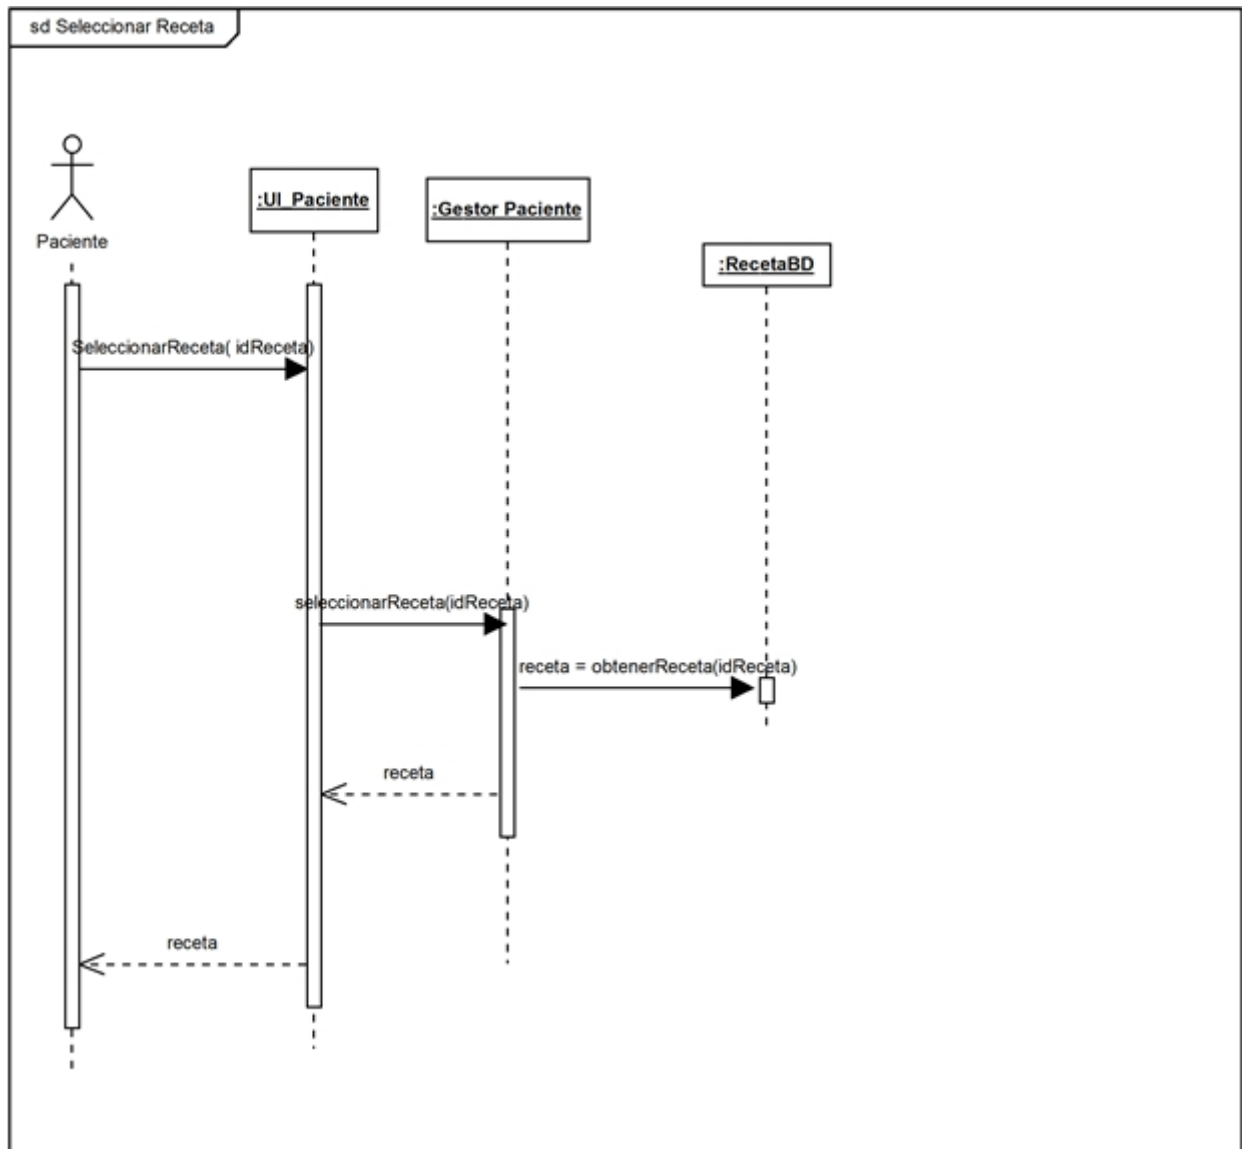 sd Seleccionar Receta
:UI_Paciente
:Gestor Paciente
Paciente
:RecetaBD
SeleccionarReceta( idReceta)
seleccionarReceta(idReceta)
receta = obtenerReceta(idReceta)
receta
receta